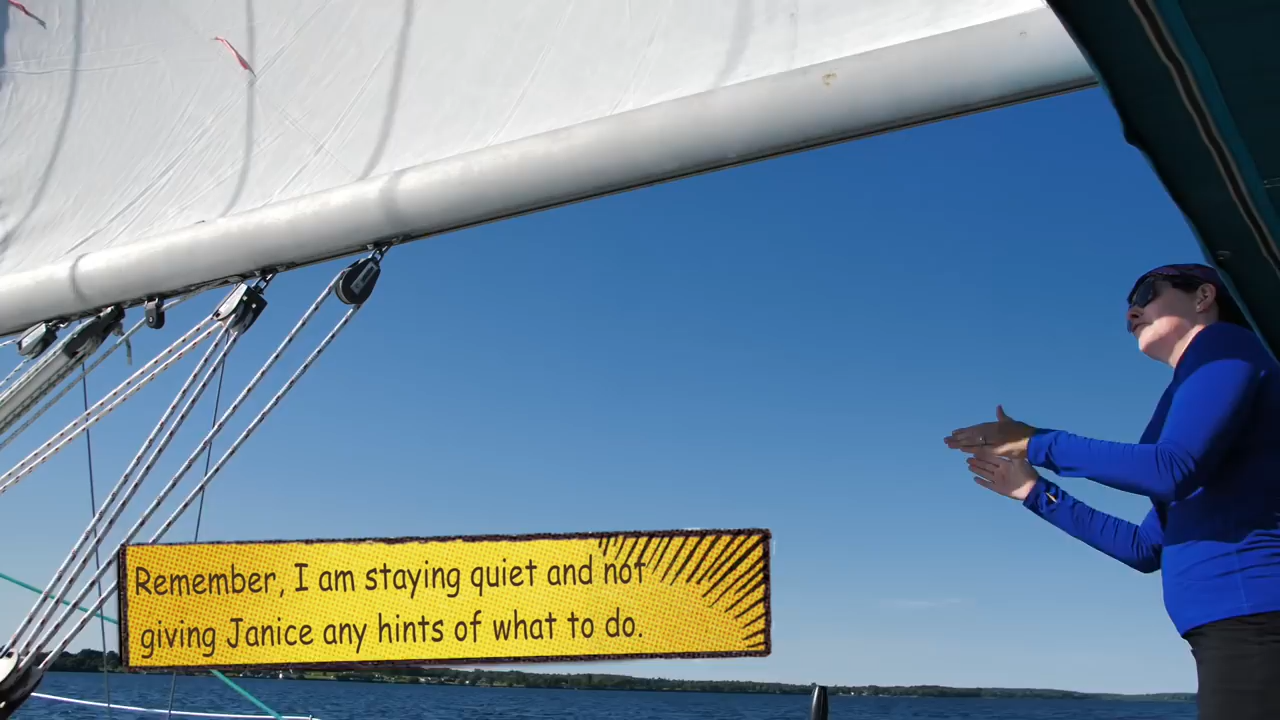 Remember, I am staying quiet and not
giving Janice any hints of what to do.